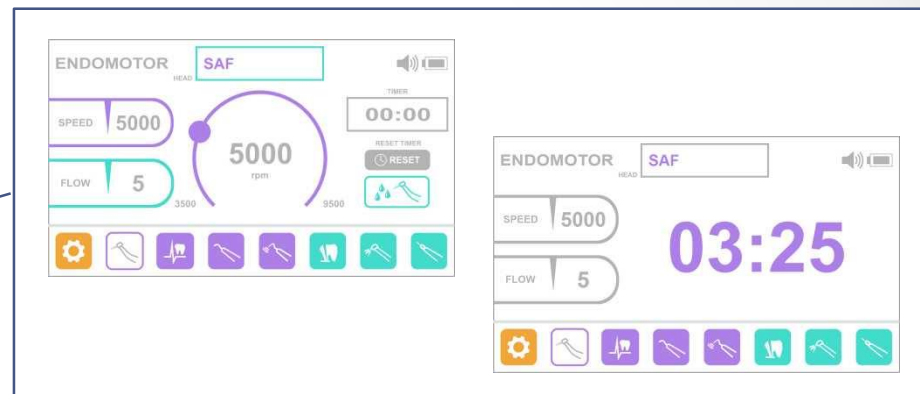 ENDOMOTOR
HEAD
SAF
SPEED 5000
FLOW 5
5000
rpm
3500
9500
TIMER
00:00
RESET TIMER
RESET
ENDOMOTOR
HEAD
SAF
SPEED 5000
FLOW 5
03:25